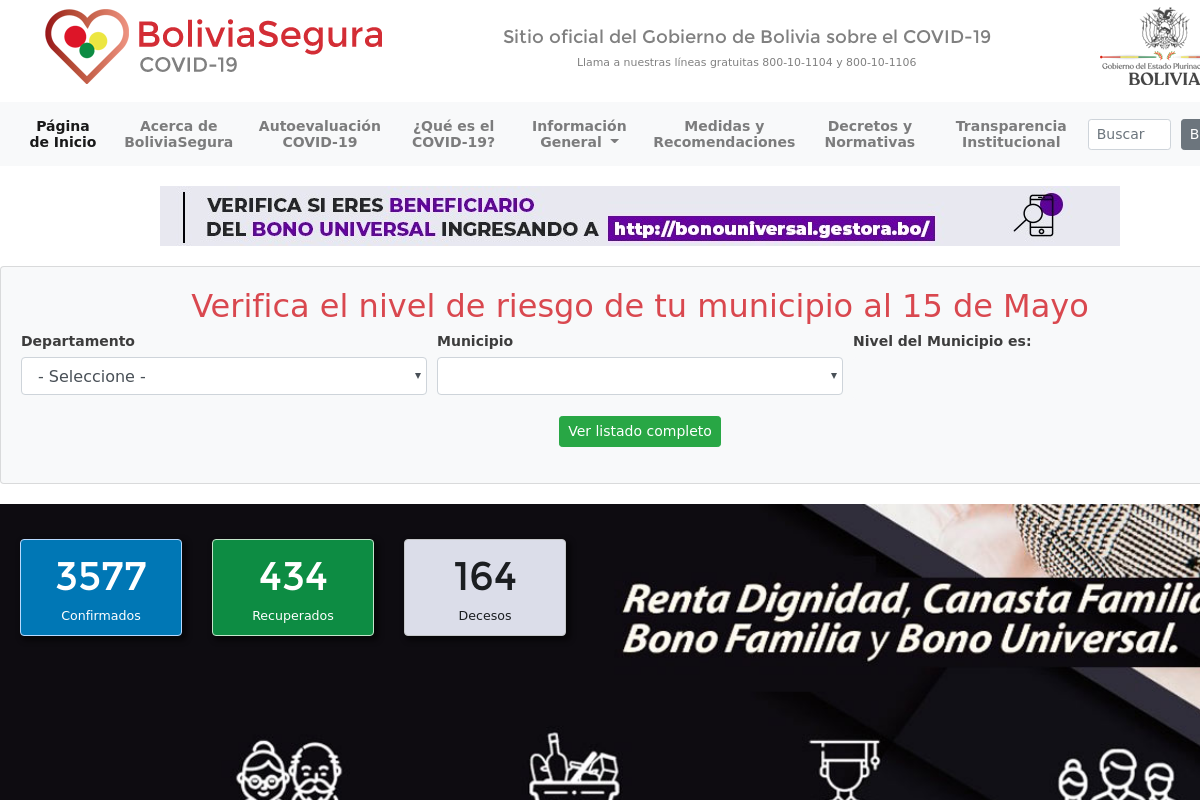 BoliviaSegura
COVID-19
Sitio oficial del Gobierno de Bolivia sobre el COVID-19
Llama a nuestras líneas gratuitas 800-10-1104 y 800-10-1106
Gobierno del Estado Plurinac
BOLIVIA
Página
de Inicio
Acerca de
BoliviaSegura
Autoevaluación
COVID-19
¿Qué es el
COVID-19?
Información
General
Medidas y
Recomendaciones
Decretos y
Normativas
Transparencia
Institucional
Buscar
B
VERIFICA SI ERES BENEFICIARIO
DEL BONO UNIVERSAL INGRESANDO A http://bonouniversal.gestora.bo/
Verifica el nivel de riesgo de tu municipio al 15 de Mayo
Departamento
Municipio
Nivel del Municipio es:
- Seleccione -
Ver listado completo
3577
Confirmados
434
Recuperados
164
Decesos
Renta Dignidad, Canasta Familia
Bono Familia y Bono Universal.